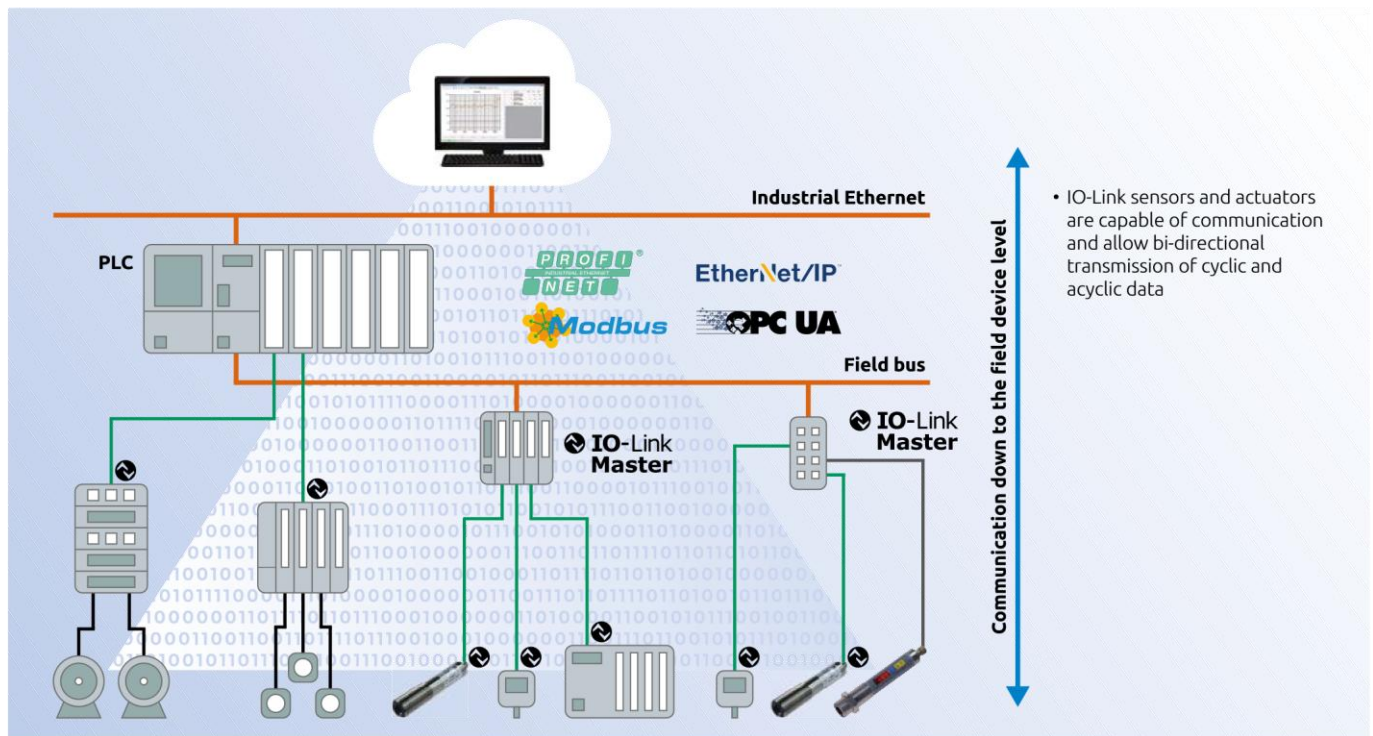 Industrial Ethernet
PLC
PROFI®
INDUSTRIAL ETHERNET
NET
EtherNet/IP™
Modbus
OPC UA
Field bus
IO-Link
Master
IO-Link
Master
Communication down to the field device level
• IO-Link sensors and actuators
are capable of communication
and allow bi-directional
transmission of cyclic and
acyclic data